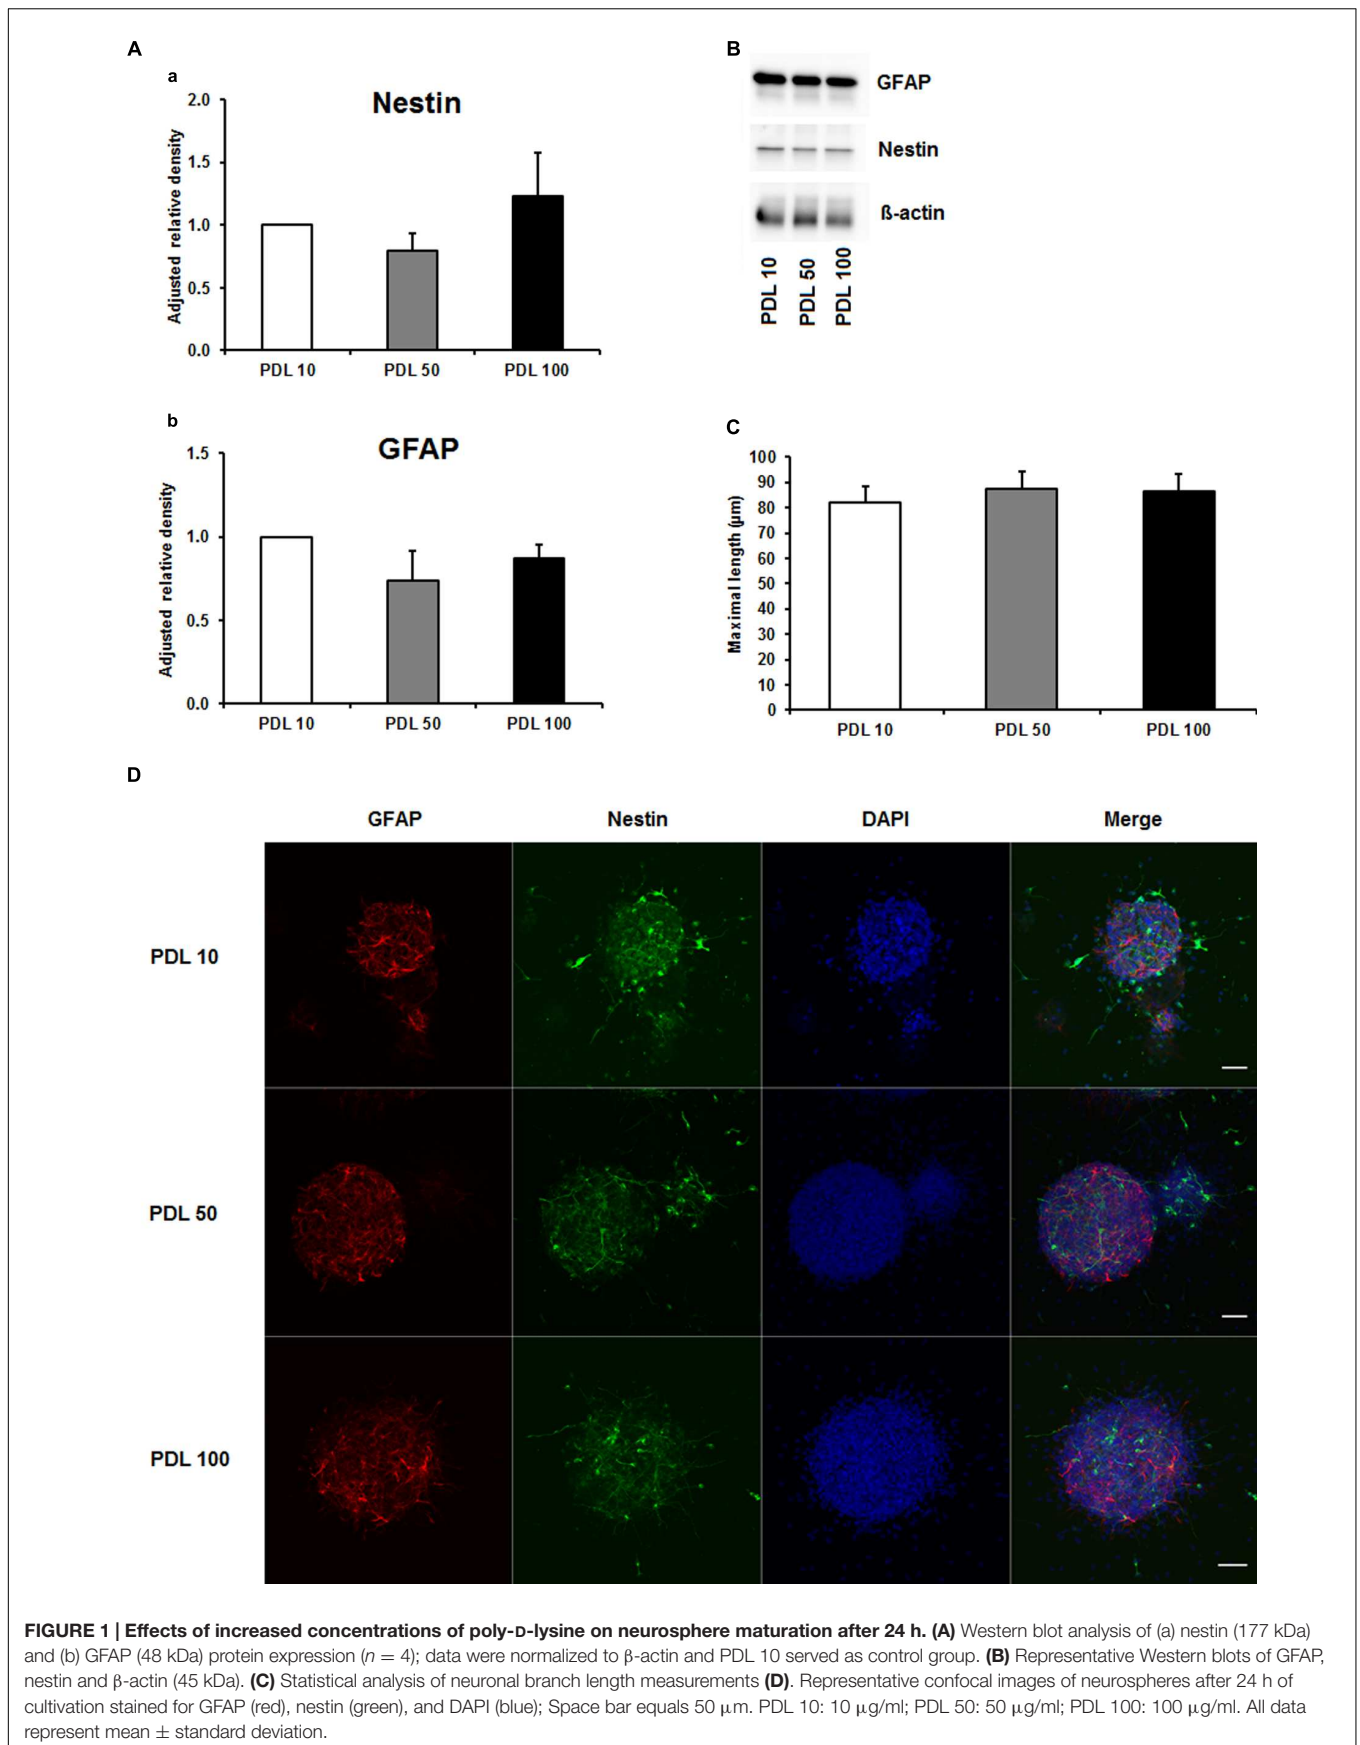 A
a
Nestin
Adjusted relative density
2.0
1.5
1.0
0.5
0.0
PDL 10
PDL 50
PDL 100
B
GFAP
Nestin
ß-actin
PDL 10
PDL 50
PDL 100
b
GFAP
Adjusted relative density
1.5
1.0
0.5
0.0
PDL 10
PDL 50
PDL 100
C
Maximal length (µm)
100
90
80
70
60
50
40
30
20
10
0
PDL 10
PDL 50
PDL 100
D
GFAP
Nestin
DAPI
Merge
PDL 10
PDL 50
PDL 100
FIGURE 1 | Effects of increased concentrations of poly-D-lysine on neurosphere maturation after 24 h. (A) Western blot analysis of (a) nestin (177 kDa)
and (b) GFAP (48 kDa) protein expression (n = 4); data were normalized to β-actin and PDL 10 served as control group. (B) Representative Western blots of GFAP,
nestin and β-actin (45 kDa). (C) Statistical analysis of neuronal branch length measurements (D). Representative confocal images of neurospheres after 24 h of
cultivation stained for GFAP (red), nestin (green), and DAPI (blue); Space bar equals 50 µm. PDL 10: 10 µg/ml; PDL 50: 50 µg/ml; PDL 100: 100 µg/ml. All data
represent mean ± standard deviation.